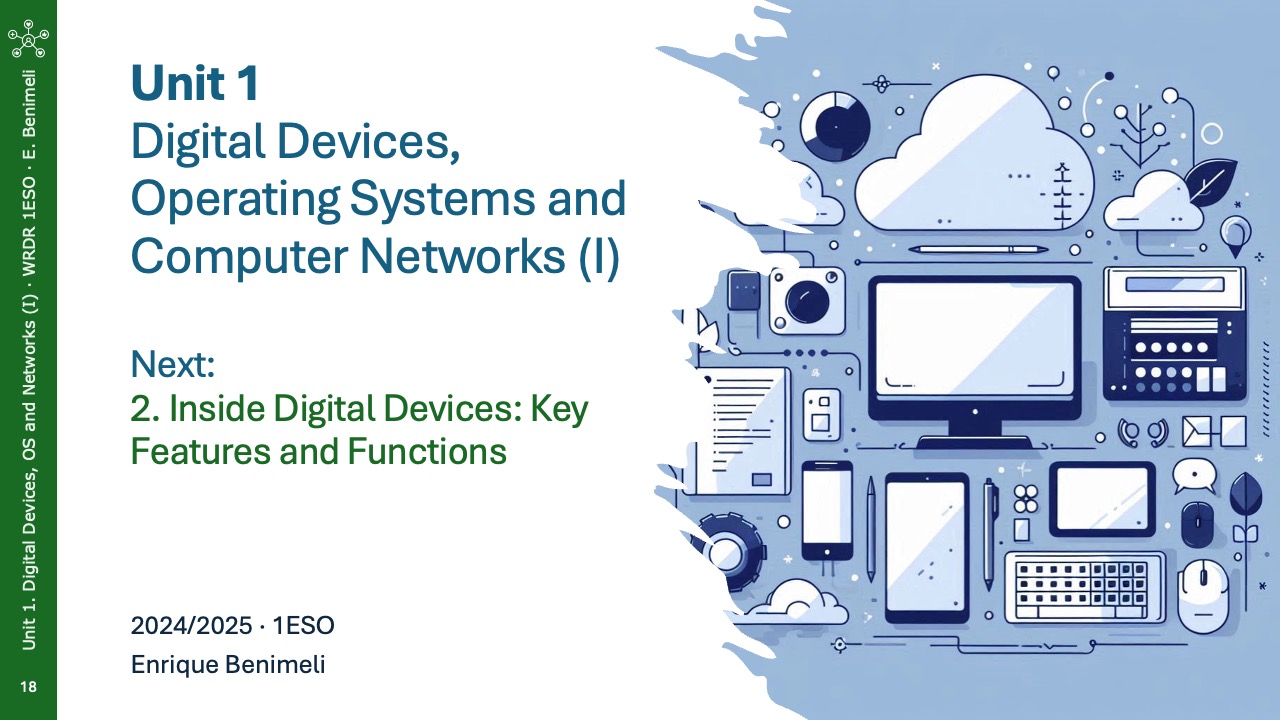 Unit 1. Digital Devices, OS and Networks (I) · WRDR 1ESO · E. Benimeli
18
Unit 1
Digital Devices,
Operating Systems and
Computer Networks (I)
Next:
2. Inside Digital Devices: Key
Features and Functions
2024/2025 · 1ESO
Enrique Benimeli